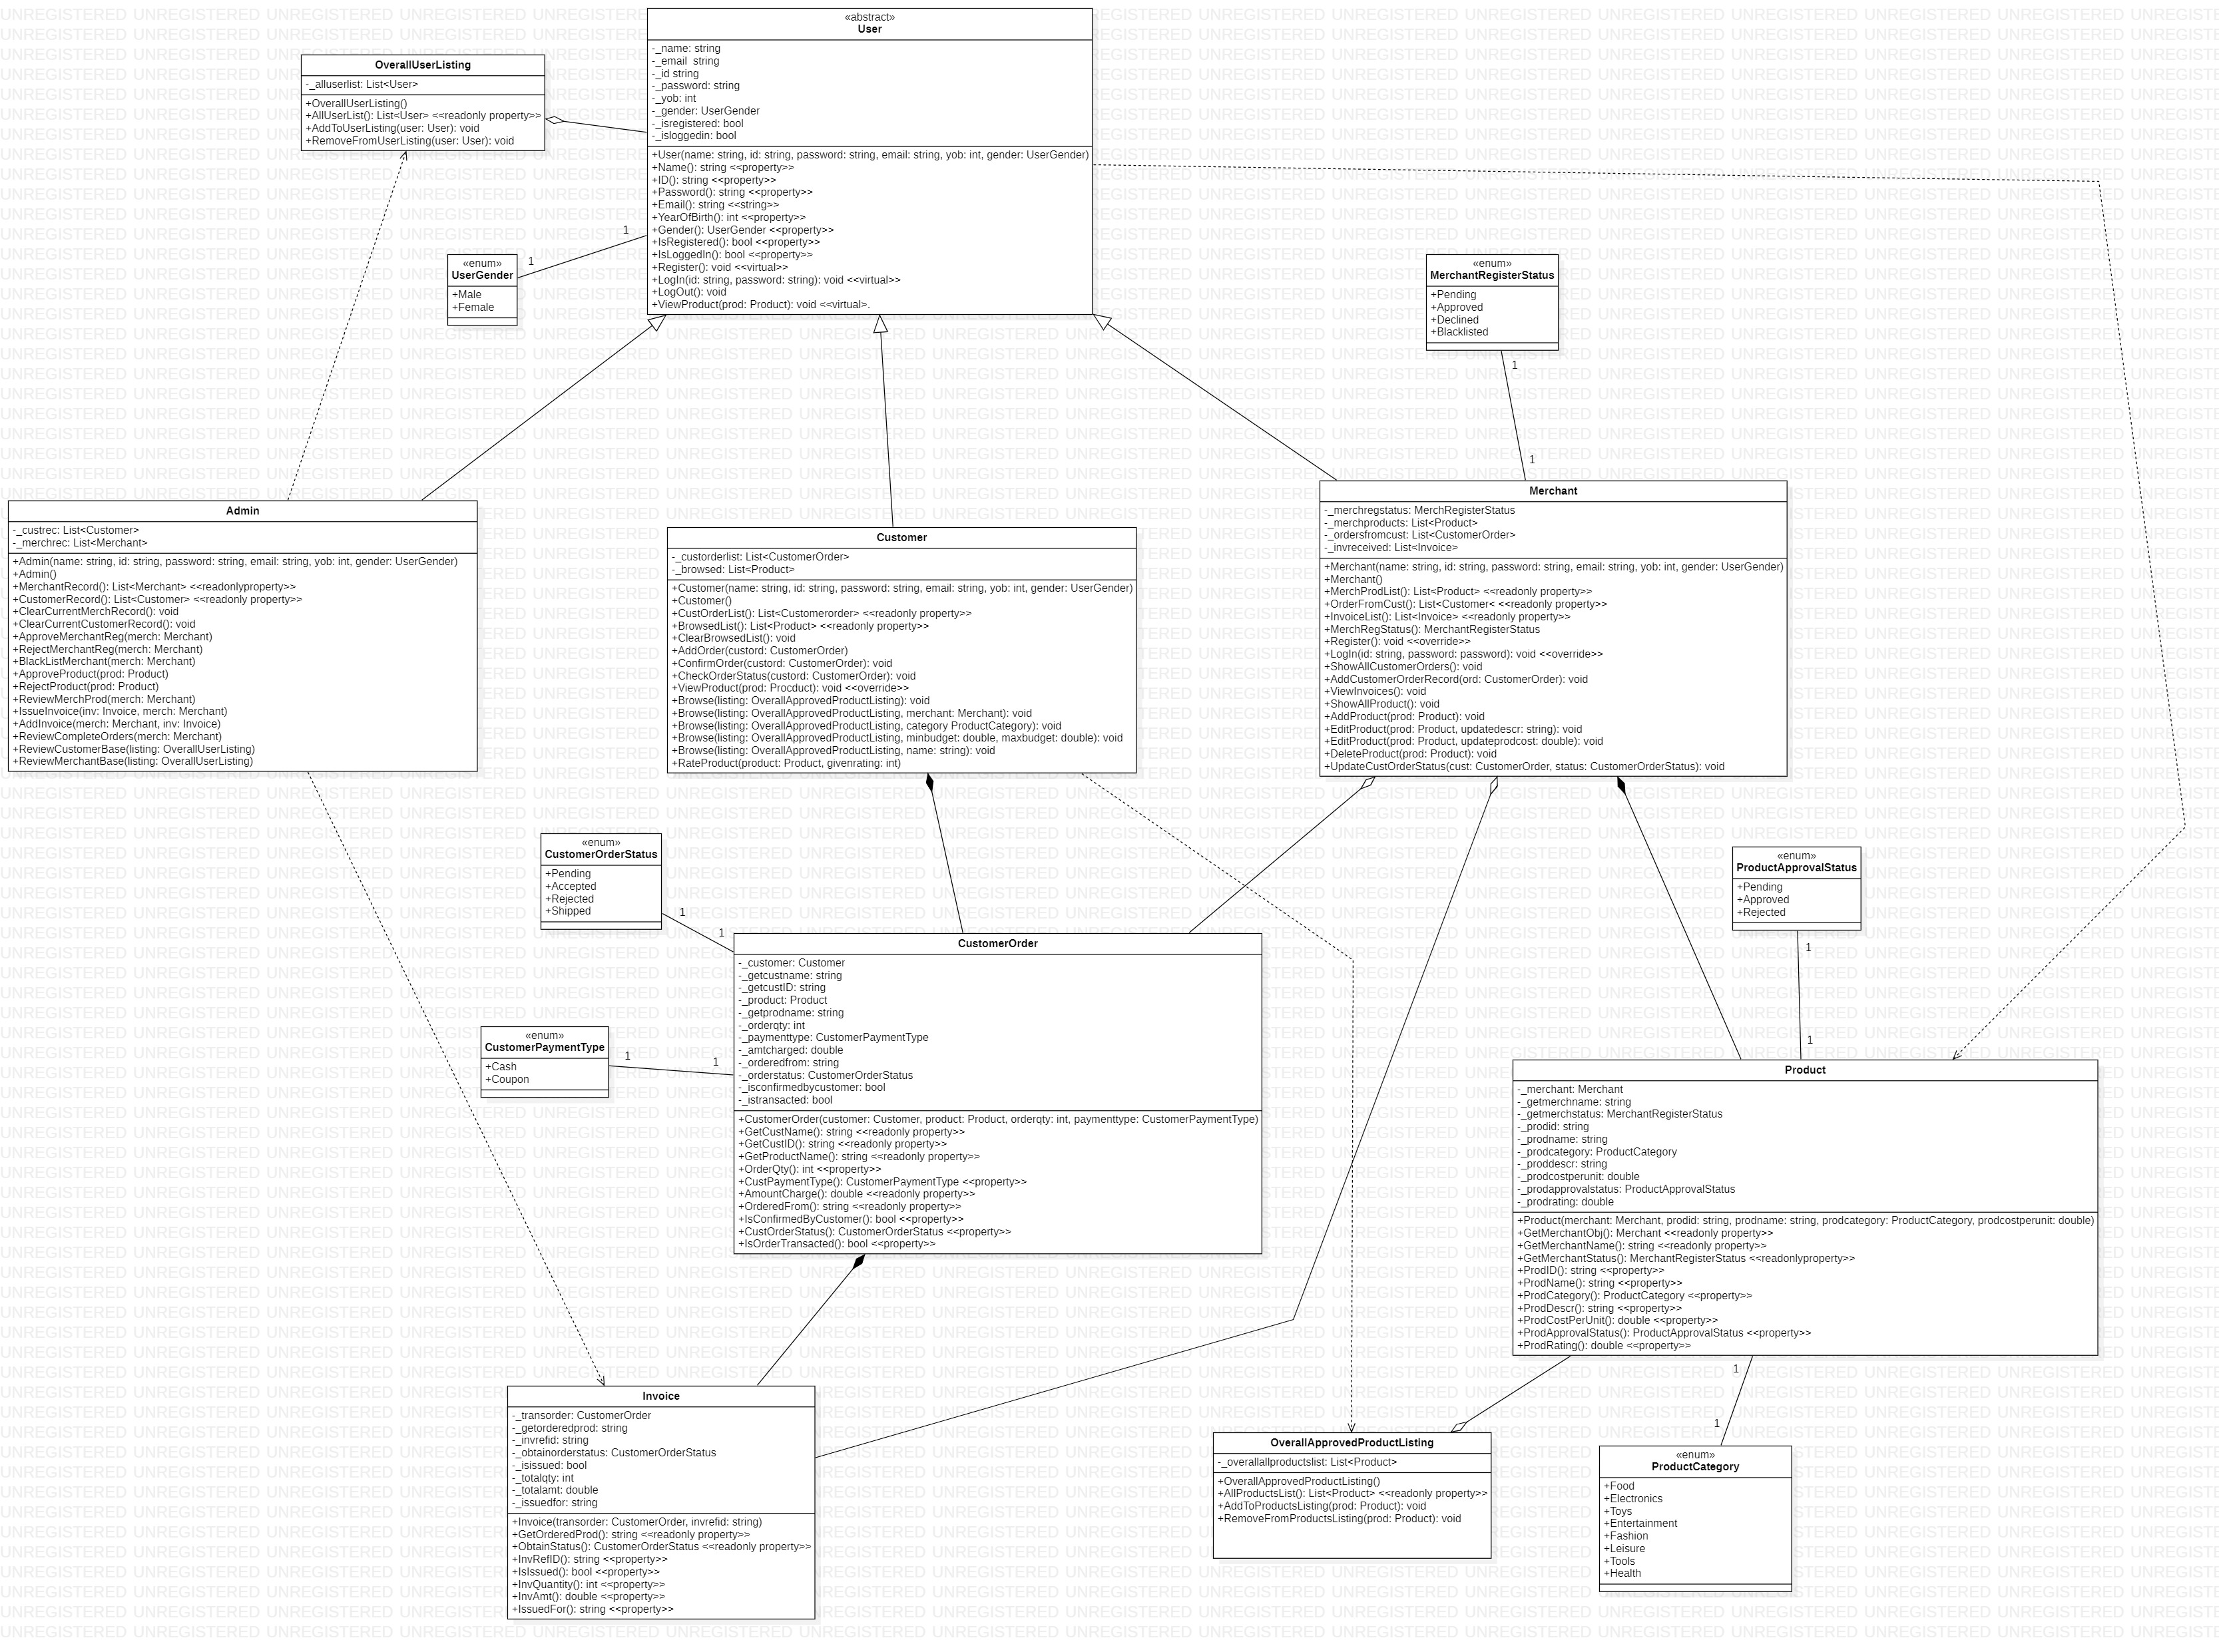 «abstract»
User
-_name: string
-_email  string
-_id string
-_password: string
-_yob: int
-_gender: UserGender
-_isregistered: bool
-_isloggedin: bool
+User(name: string, id: string, password: string, email: string, yob: int, gender: UserGender)
+Name(): string <<property>>
+ID(): string <<property>>
+Password(): string <<property>>
+Email(): string <<string>>
+YearOfBirth(): int <<property>>
+Gender(): UserGender <<property>>
+IsRegistered(): bool <<property>>
+IsLoggedIn(): bool <<property>>
+Register(): void <<virtual>>
+LogIn(id: string, password: string): void <<virtual>>
+LogOut(): void
+ViewProduct(prod: Product): void <<virtual>.
OverallUserListing
-_alluserlist: List<User>
+OverallUserListing()
+AllUserList(): List<User> <<readonly property>>
+AddToUserListing(user: User): void
+RemoveFromUserListing(user: User): void
1
1
«enum»
UserGender
+Male
+Female
«enum»
MerchantRegisterStatus
+Pending
+Approved
+Declined
+Blacklisted
1
1
Admin
-_custrec: List<Customer>
-_merchrec: List<Merchant>
+Admin(name: string, id: string, password: string, email: string, yob: int, gender: UserGender)
+Admin()
+MerchantRecord(): List<Merchant> <<readonlyproperty>>
+CustomerRecord(): List<Customer> <<readonly property>>
+ClearCurrentMerchRecord(): void
+ClearCurrentCustomerRecord(): void
+ApproveMerchantReg(merch: Merchant)
+RejectMerchantReg(merch: Merchant)
+BlackListMerchant(merch: Merchant)
+ApproveProduct(prod: Product)
+RejectProduct(prod: Product)
+ReviewMerchProd(merch: Merchant)
+IssueInvoice(inv: Invoice, merch: Merchant)
+AddInvoice(merch: Merchant, inv: Invoice)
+ReviewCompleteOrders(merch: Merchant)
+ReviewCustomerBase(listing: OverallUserListing)
+ReviewMerchantBase(listing: OverallUserListing)
Customer
-_custorderlist: List<CustomerOrder>
-_browsed: List<Product>
+Customer(name: string, id: string, password: string, email: string, yob: int, gender: UserGender)
+Customer()
+CustOrderList(): List<Customerorder> <<readonly property>>
+BrowsedList(): List<Product> <<readonly property>>
+ClearBrowsedList(): void
+AddOrder(custord: CustomerOrder)
+ConfirmOrder(custord: CustomerOrder): void
+CheckOrderStatus(custord: CustomerOrder): void
+ViewProduct(prod: Procduct): void <<override>>
+Browse(listing: OverallApprovedProductListing): void
+Browse(listing: OverallApprovedProductListing, merchant: Merchant): void
+Browse(listing: OverallApprovedProductListing, category ProductCategory): void
+Browse(listing: OverallApprovedProductListing, minbudget: double, maxbudget: double): void
+Browse(listing: OverallApprovedProductListing, name: string): void
+RateProduct(product: Product, givenrating: int)
Merchant
-_merchregstatus: MerchRegisterStatus
-_merchproducts: List<Product>
-_ordersfromcust: List<CustomerOrder>
-_invreceived: List<Invoice>
+Merchant(name: string, id: string, password: string, email: string, yob: int, gender: UserGender)
+Merchant()
+MerchProdList(): List<Product> <<readonly property>>
+OrderFromCust(): List<Customer< <<readonly property>>
+InvoiceList(): List<Invoice> <<readonly property>>
+MerchRegStatus(): MerchantRegisterStatus
+Register(): void <<override>>
+LogIn(id: string, password: password): void <<override>>
+ShowAllCustomerOrders(): void
+AddCustomerOrderRecord(ord: CustomerOrder): void
+ViewInvoices(): void
+ShowAllProduct(): void
+AddProduct(prod: Product): void
+EditProduct(prod: Product, updatedescr: string): void
+EditProduct(prod: Product, updateprodcost: double): void
+DeleteProduct(prod: Product): void
+UpdateCustOrderStatus(cust: CustomerOrder, status: CustomerOrderStatus): void
«enum»
CustomerOrderStatus
+Pending
+Accepted
+Rejected
+Shipped
1
1
«enum»
ProductApprovalStatus
+Pending
+Approved
+Rejected
1
1
CustomerOrder
-_customer: Customer
-_getcustname: string
-_getcustID: string
-_product: Product
-_getprodname: string
-_orderqty: int
-_paymenttype: CustomerPaymentType
-_amtcharged: double
-_orderedfrom: string
-_orderstatus: CustomerOrderStatus
-_isconfirmedbycustomer: bool
-_istransacted: bool
+CustomerOrder(customer: Customer, product: Product, orderqty: int, paymenttype: CustomerPaymentType)
+GetCustName(): string <<readonly property>>
+GetCustID(): string <<readonly property>>
+GetProductName(): string <<readonly property>>
+OrderQty(): int <<property>>
+CustPaymentType(): CustomerPaymentType <<property>>
+AmountCharge(): double <<readonly property>>
+OrderedFrom(): string <<readonly property>>
+IsConfirmedByCustomer(): bool <<property>>
+CustOrderStatus(): CustomerOrderStatus <<property>>
+IsOrderTransacted(): bool <<property>>
«enum»
CustomerPaymentType
+Cash
+Coupon
1
1
Product
-_merchant: Merchant
-_getmerchname: string
-_getmerchstatus: MerchantRegisterStatus
-_prodid: string
-_prodname: string
-_prodcategory: ProductCategory
-_proddescr: string
-_prodcostperunit: double
-_prodapprovalstatus: ProductApprovalStatus
-_prodrating: double
+Product(merchant: Merchant, prodid: string, prodname: string, prodcategory: ProductCategory, prodcostperunit: double)
+GetMerchantObj(): Merchant <<readonly property>>
+GetMerchantName(): string <<readonly property>>
+GetMerchantStatus(): MerchantRegisterStatus <<readonlyproperty>>
+ProdID(): string <<property>>
+ProdName(): string <<property>>
+ProdCategory(): ProductCategory <<property>>
+ProdDescr(): string <<property>>
+ProdCostPerUnit(): double <<property>>
+ProdApprovalStatus(): ProductApprovalStatus <<property>>
+ProdRating(): double <<property>>
1
1
Invoice
-_transorder: CustomerOrder
-_getorderedprod: string
-_invrefid: string
-_obtainorderstatus: CustomerOrderStatus
-_isissued: bool
-_totalqty: int
-_totalamt: double
-_issuedfor: string
+Invoice(transorder: CustomerOrder, invrefid: string)
+GetOrderedProd(): string <<readonly property>>
+ObtainStatus(): CustomerOrderStatus <<readonly property>>
+InvRefID(): string <<property>>
+IsIssued(): bool <<property>>
+InvQuantity(): int <<property>>
+InvAmt(): double <<property>>
+IssuedFor(): string <<property>>
OverallApprovedProductListing
-_overallallproductslist: List<Product>
+OverallApprovedProductListing()
+AllProductsList(): List<Product> <<readonly property>>
+AddToProductsListing(prod: Product): void
+RemoveFromProductsListing(prod: Product): void
«enum»
ProductCategory
+Food
+Electronics
+Toys
+Entertainment
+Fashion
+Leisure
+Tools
+Health
UNREGISTERED